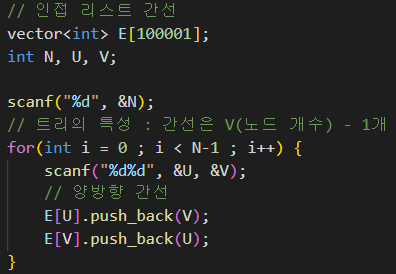 // 인접 리스트 간선
vector<int> E[100001];
int N, U, V;
scanf("%d", &N);
// 트리의 특성 : 간선은 V(노드 개수) - 1개
for(int i = 0 ; i < N-1 ; i++) {
scanf("%d%d", &U, &V);
// 양방향 간선
E[U].push_back(V);
E[V].push_back(U);
}